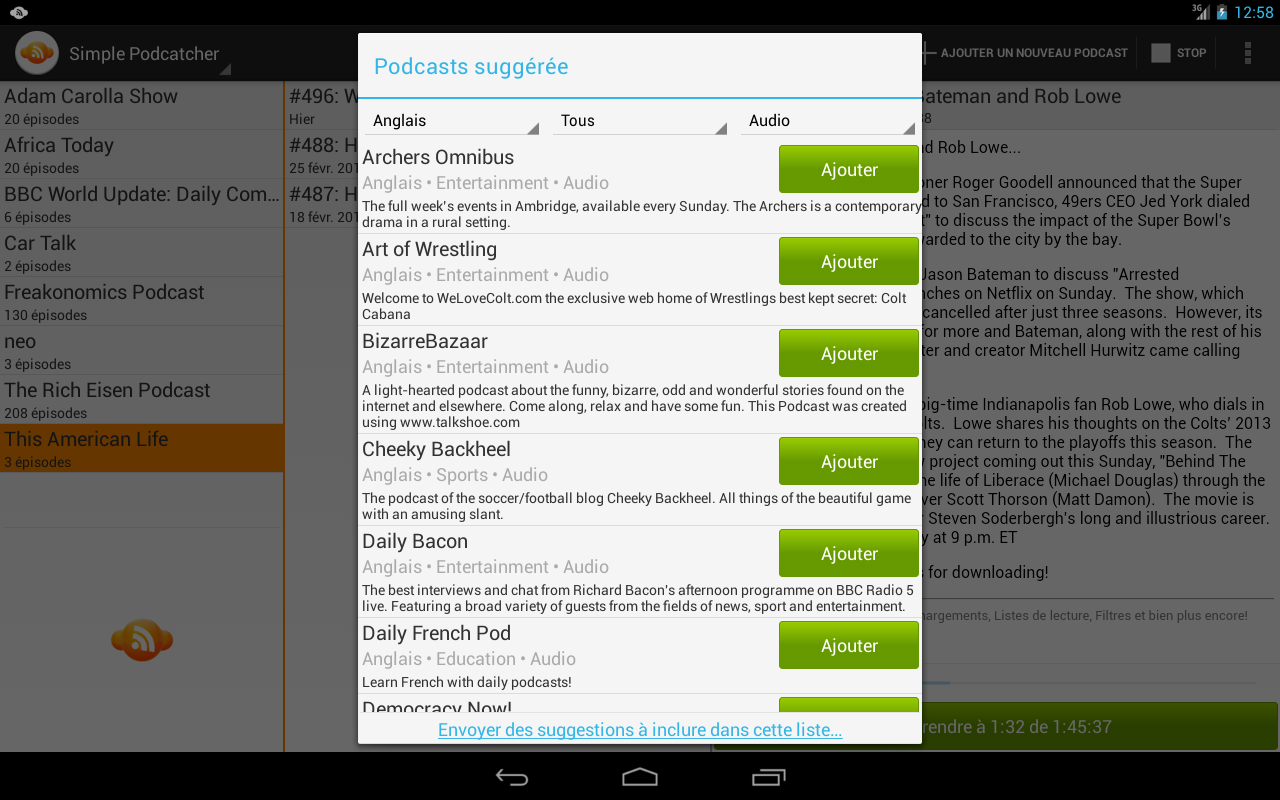 3G 12:58
Simple Podcatcher
AJOUTER UN NOUVEAU PODCAST
STOP
Adam Carolla Show
20 épisodes
Africa Today
20 épisodes
BBC World Update: Daily Com...
6 épisodes
Car Talk
2 épisodes
Freakonomics Podcast
130 épisodes
neo
3 épisodes
The Rich Eisen Podcast
208 épisodes
This American Life
3 épisodes
#496: W
Hier
#488: H
25 févr. 201
#487: H
18 févr. 201
Podcasts suggérée
Anglais
Tous
Audio
Archers Omnibus
Anglais • Entertainment • Audio
Ajouter
The full week's events in Ambridge, available every Sunday. The Archers is a contemporary
drama in a rural setting.
Art of Wrestling
Anglais • Entertainment • Audio
Ajouter
Welcome to WeLoveColt.com the exclusive web home of Wrestlings best kept secret: Colt
Cabana
BizarreBazaar
Anglais • Entertainment • Audio
Ajouter
A light-hearted podcast about the funny, bizarre, odd and wonderful stories found on the
internet and elsewhere. Come along, relax and have some fun. This Podcast was created
using www.talkshoe.com
Cheeky Backheel
Anglais • Sports • Audio
Ajouter
The podcast of the soccer/football blog Cheeky Backheel. All things of the beautiful game
with an amusing slant.
Daily Bacon
Anglais • Entertainment • Audio
Ajouter
The best interviews and chat from Richard Bacon's afternoon programme on BBC Radio 5
live. Featuring a broad variety of guests from the fields of news, sport and entertainment.
Daily French Pod
Anglais • Education • Audio
Ajouter
Learn French with daily podcasts!
Democracy Now!
Envoyer des suggestions à inclure dans cette liste...
Bateman and Rob Lowe
38
d Rob Lowe...
ner Roger Goodell announced that the Super
d to San Francisco, 49ers CEO Jed York dialed
t" to discuss the impact of the Super Bowl's
warded to the city by the bay.
Jason Bateman to discuss "Arrested
nches on Netflix on Sunday. The show, which
cancelled after just three seasons. However, its
for more and Bateman, along with the rest of his
ter and creator Mitchell Hurwitz came calling
big-time Indianapolis fan Rob Lowe, who dials in
lts. Lowe shares his thoughts on the Colts' 2013
hey can return to the playoffs this season. The
project coming out this Sunday, "Behind The
he life of Liberace (Michael Douglas) through the
ver Scott Thorson (Matt Damon). The movie is
Steven Soderbergh's long and illustrious career.
y at 9 p.m. ET
for downloading!
hargements, Listes de lecture, Filtres et bien plus encore!
rendre à 1:32 de 1:45:37